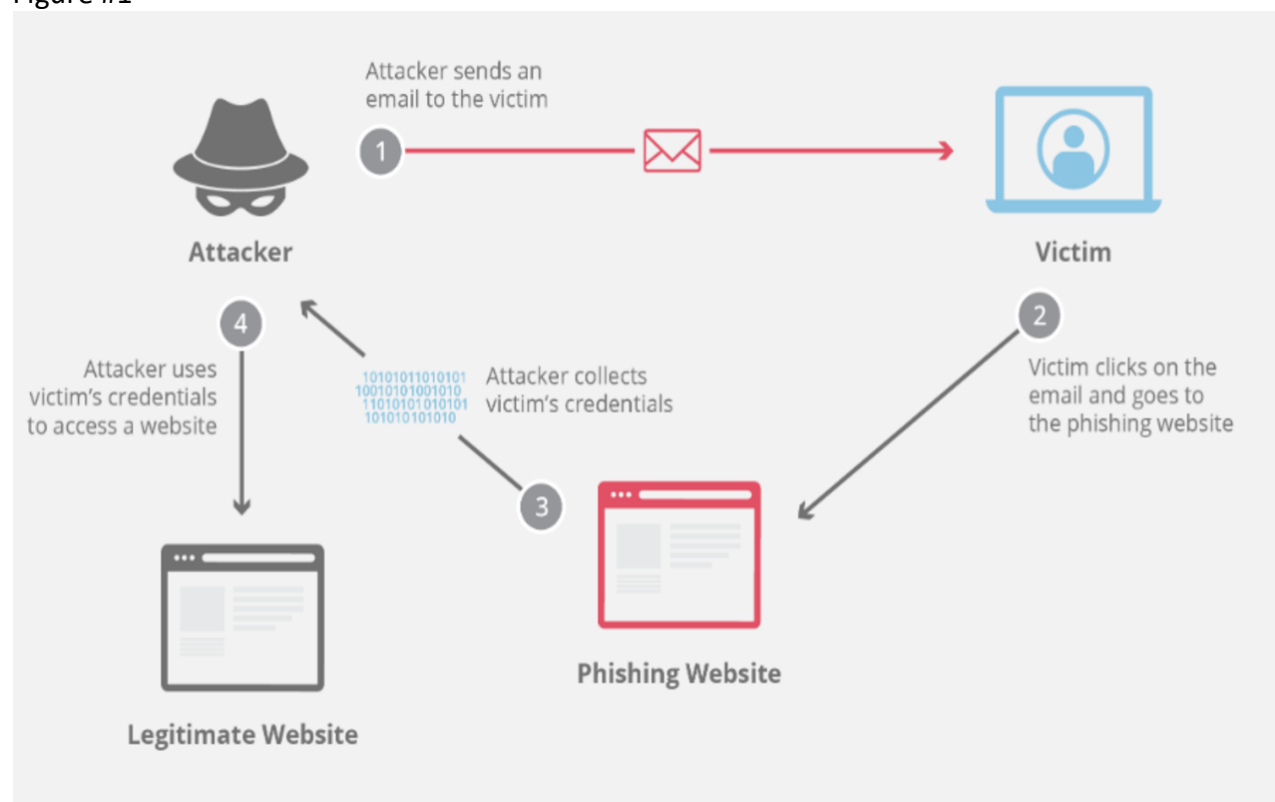 Figure #1
Attacker sends an
email to the victim
1
Attacker
Victim
2
Victim clicks on the
email and goes to
the phishing website
4
Attacker uses
victim's credentials
to access a website
10101011010101
10010101001010
11010101010101
101010101010
Attacker collects
victim's credentials
3
Phishing Website
Legitimate Website